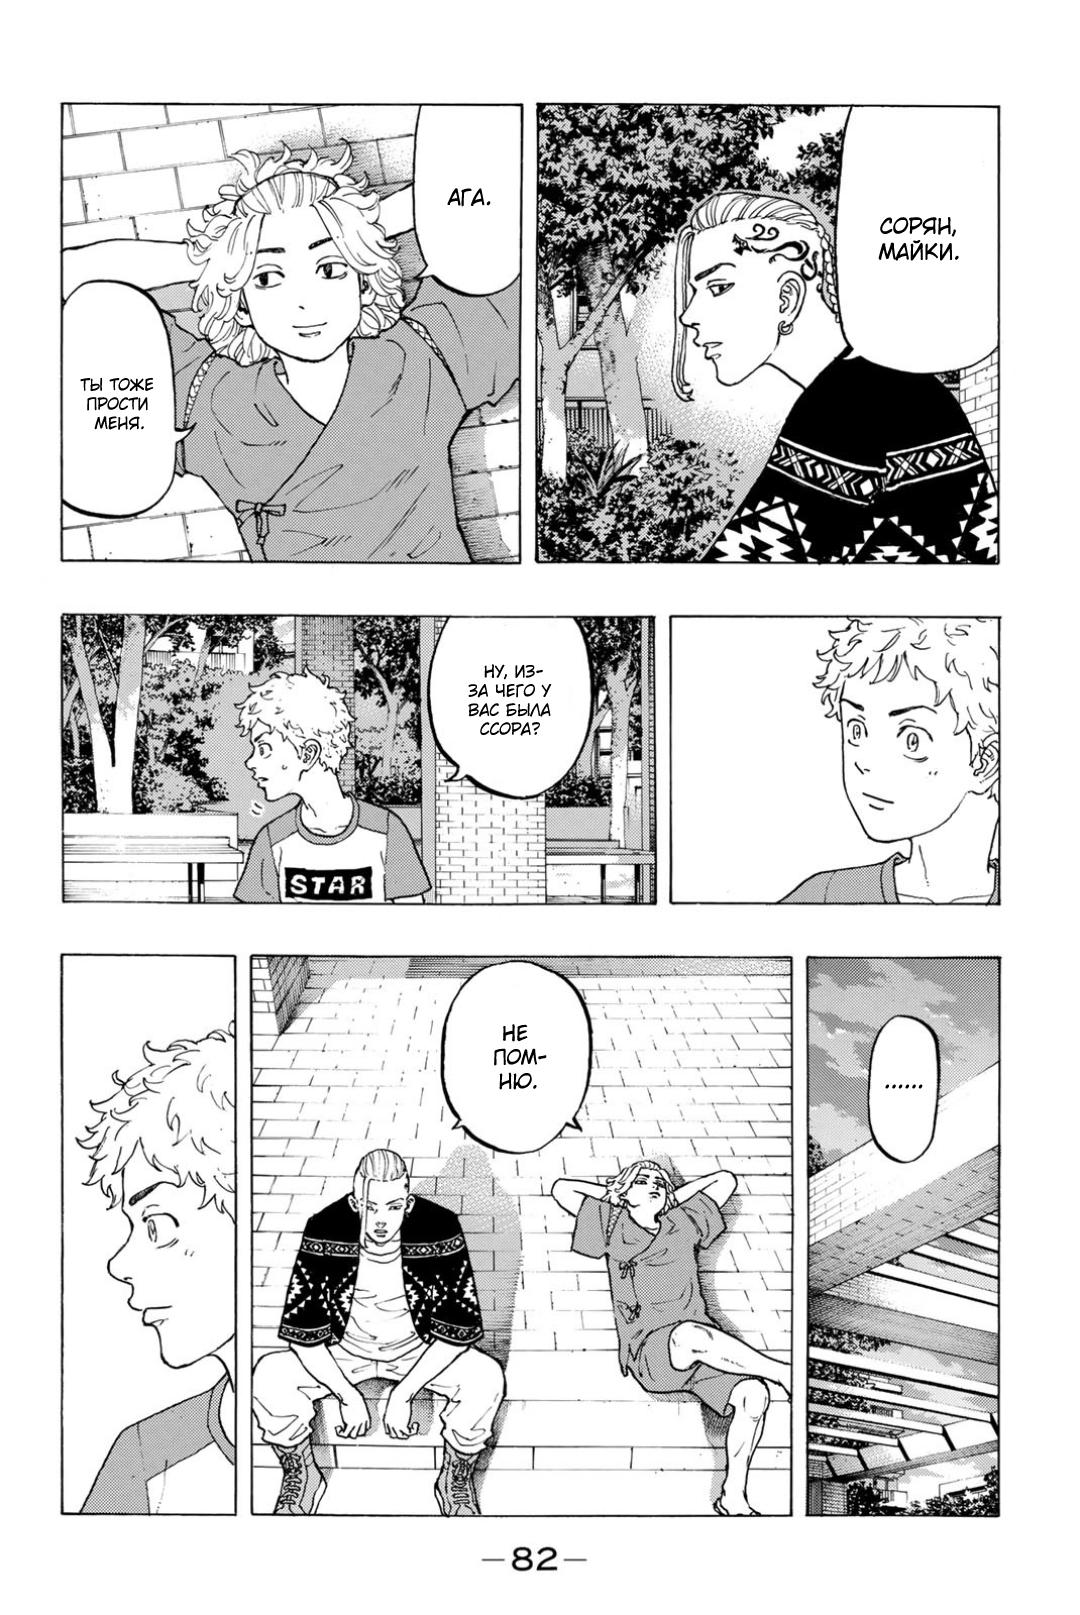 СОРЯН,
МАЙКИ.
АГА.
ТЫ ТОЖЕ
ПРОСТИ
МЕНЯ.
НУ, ИЗ-
ЗА ЧЕГО У
ВАС БЫЛА
ССОРА?
STAR
......
НЕ
ПОМ-
НЮ.
—82—